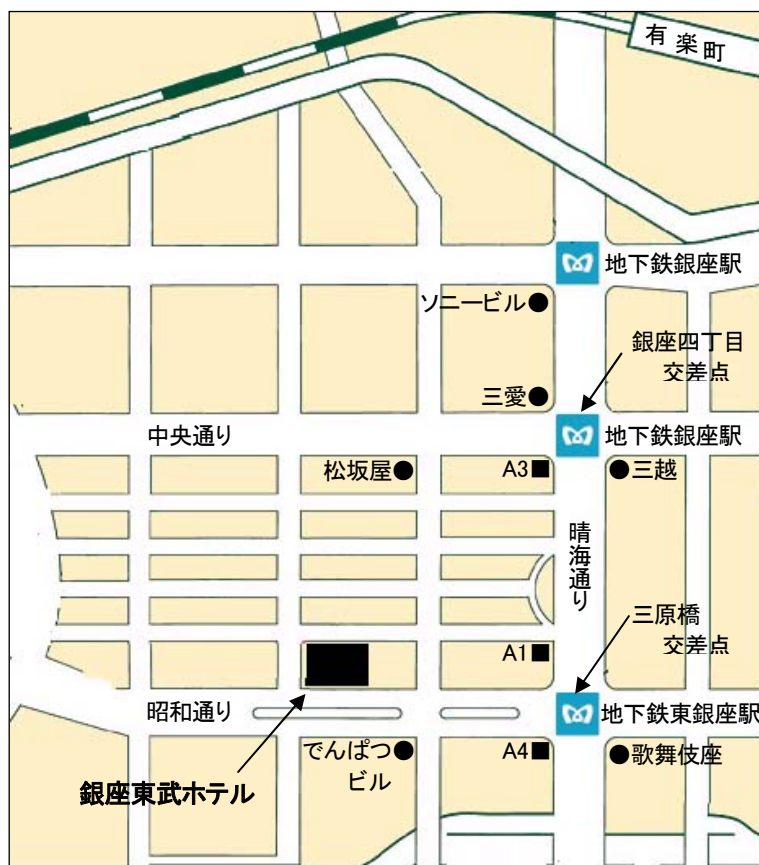 有楽町
地下鉄銀座駅
ソニービル
銀座四丁目
交差点
三愛
地下鉄銀座駅
中央通り
松坂屋
A3
三越
晴海通り
三原橋
交差点
A1
昭和通り
地下鉄東銀座駅
でんぱつ
ビル
A4
歌舞伎座
銀座東武ホテル